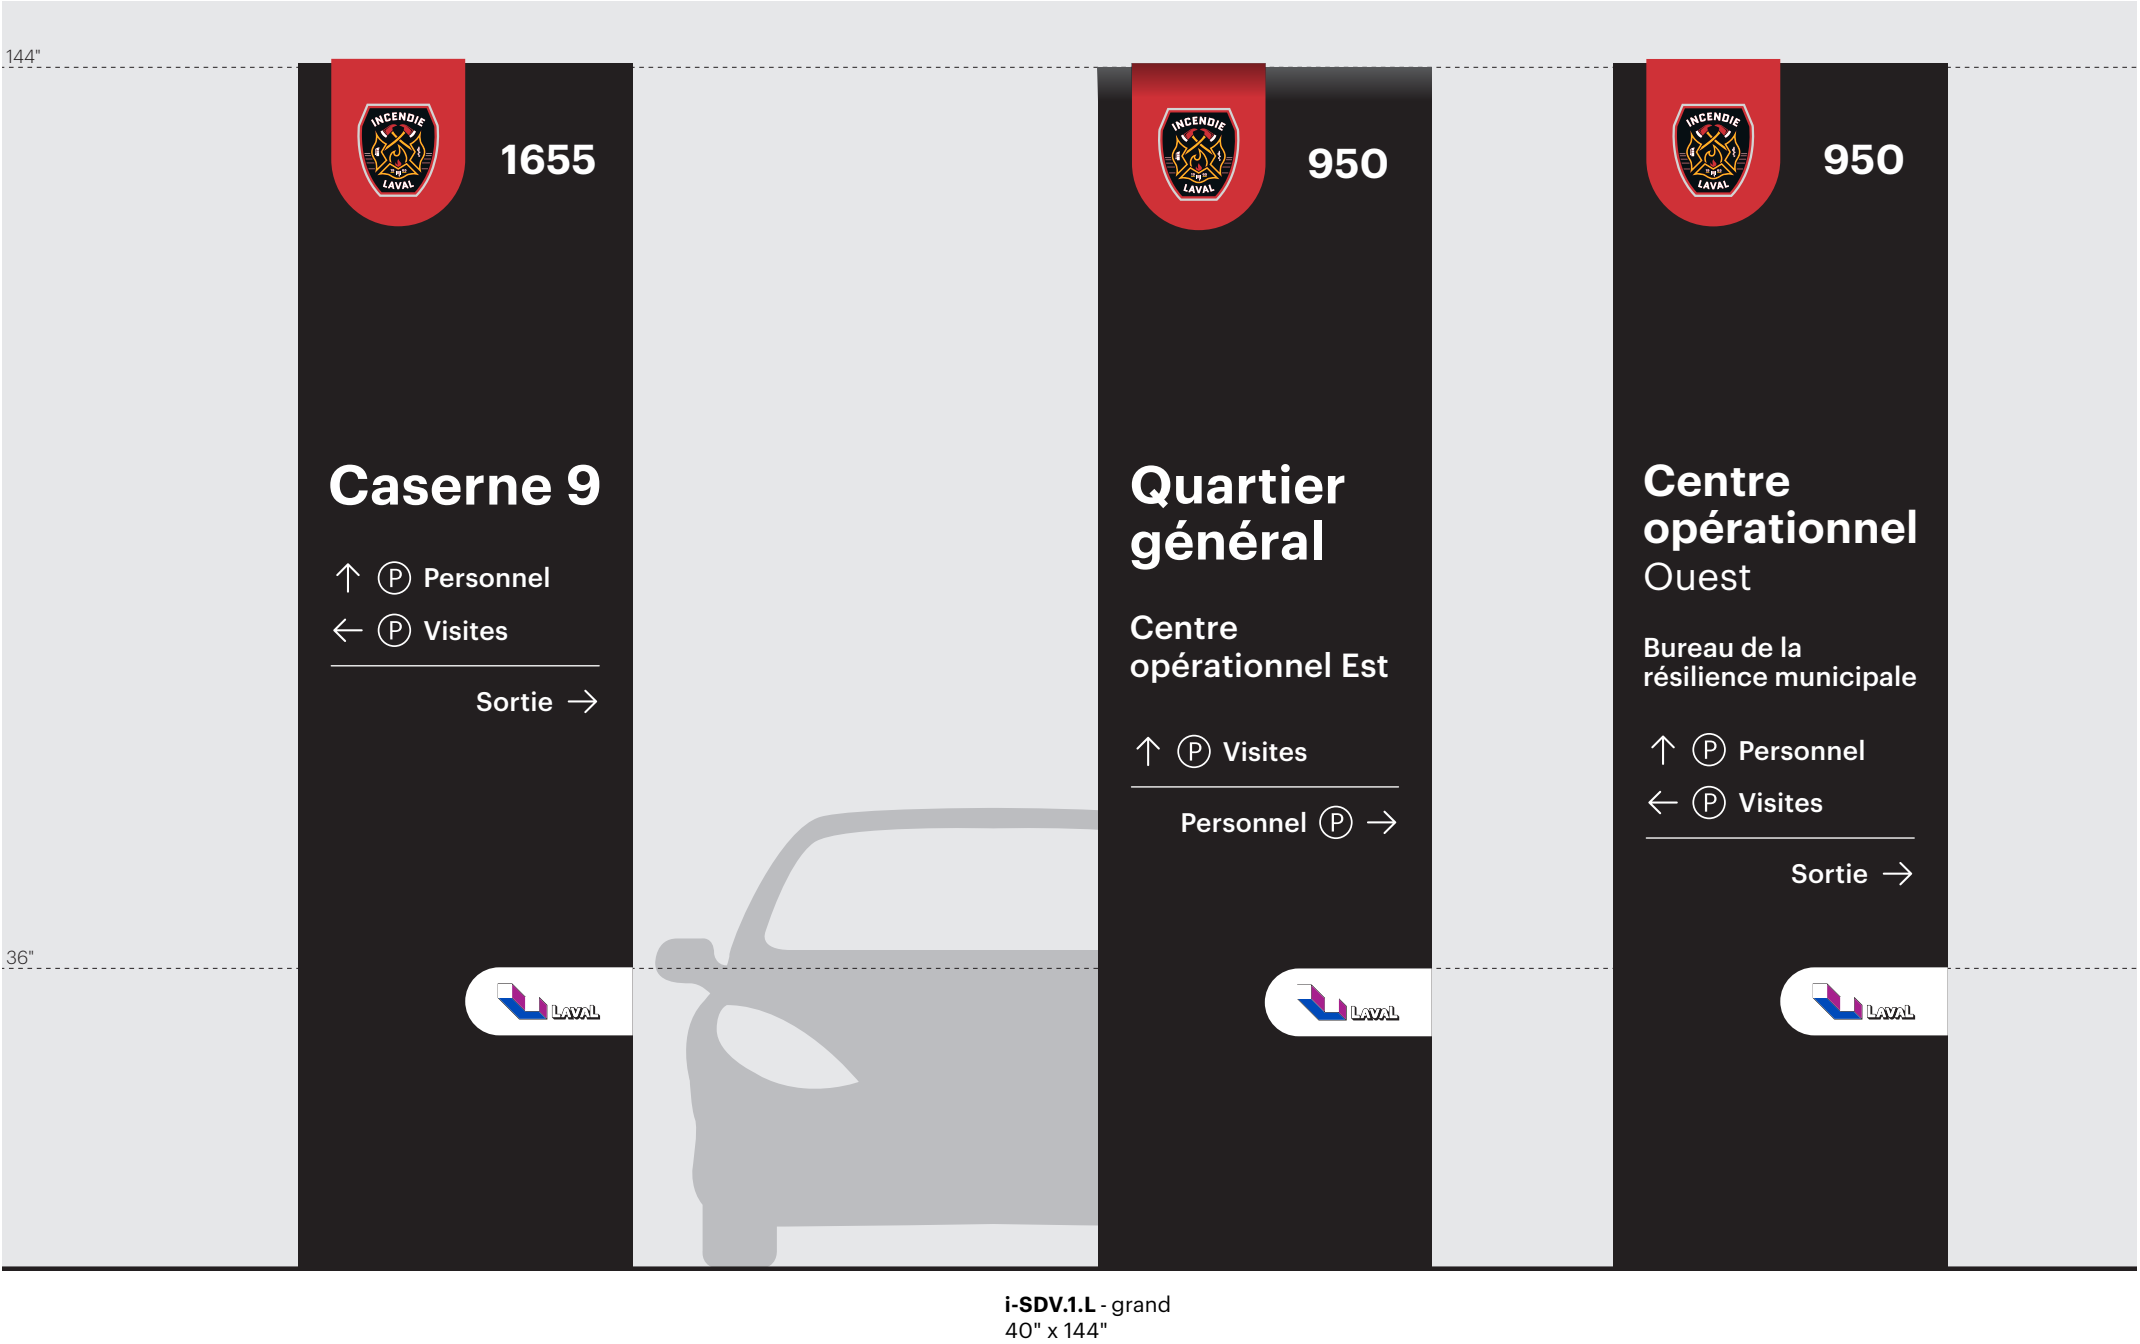 144"
INCENDIE
LAVAL
1655
Caserne 9
P Personnel
P Visites
Sortie
LAVAL
INCENDIE
LAVAL
950
Quartier
général
Centre
opérationnel Est
P Visites
Personnel P
LAVAL
INCENDIE
LAVAL
950
Centre
opérationnel
Ouest
Bureau de la
résilience municipale
P Personnel
P Visites
Sortie
LAVAL
36"
i-SDV.1.L - grand
40" x 144"